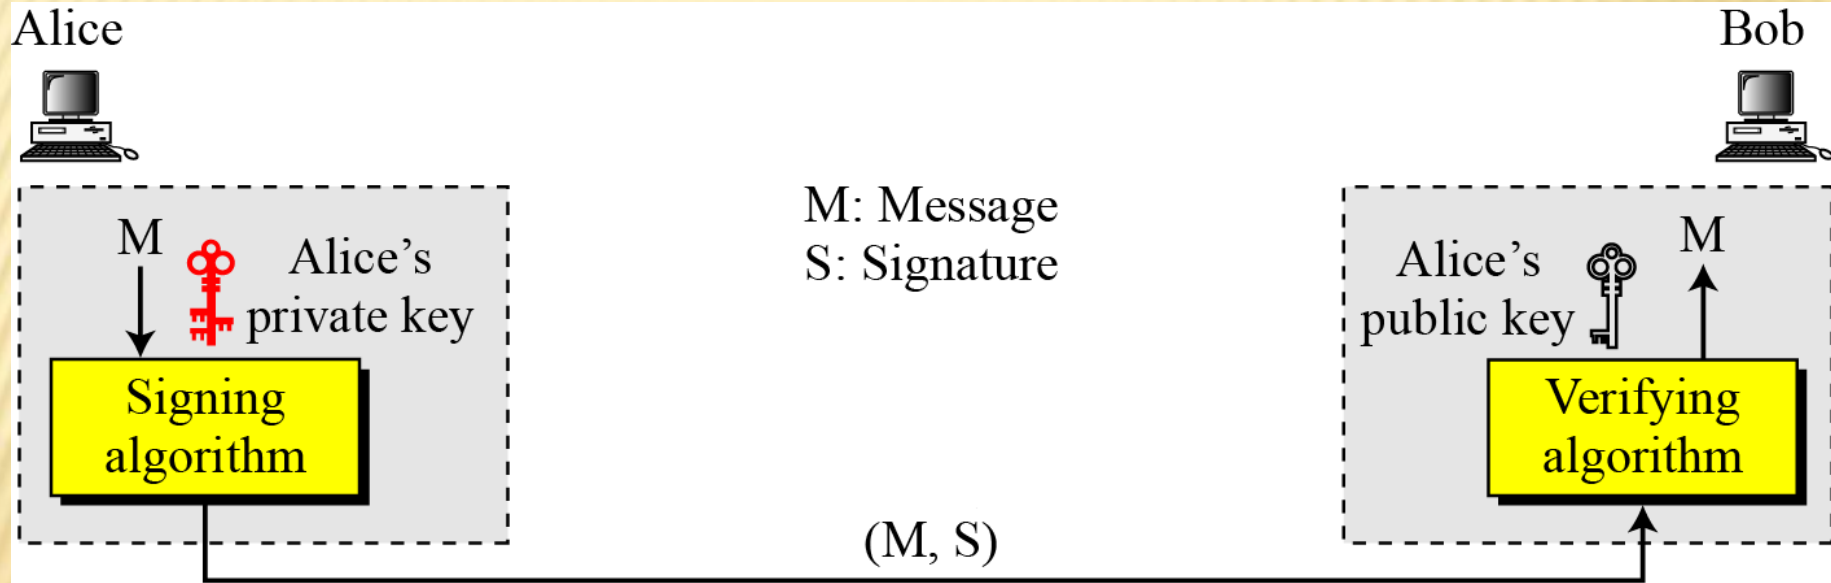 Alice
Bob
M
Alice’s
private key
Signing
algorithm
M: Message
S: Signature
(M, S)
Alice’s
public key
M
Verifying
algorithm